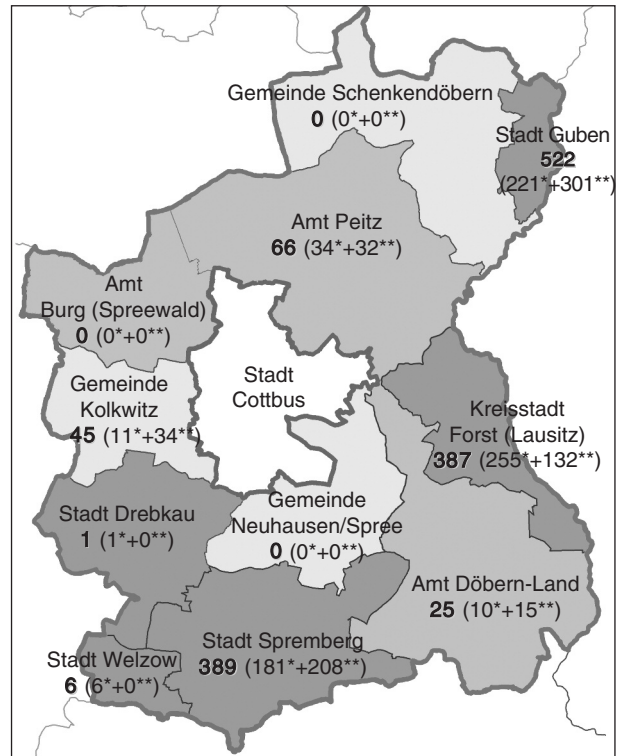 Gemeinde Schenkendöbern
0 (0*+0**)
Stadt Guben
522
(221*+301**)
Amt Peitz
66 (34*+32**)
Amt
Burg (Spreewald)
0 (0*+0**)
Stadt
Cottbus
Gemeinde
Kolkwitz
45 (11*+34**)
Kreisstadt
Forst (Lausitz)
387 (255*+132**)
Stadt Drebkau
1 (1*+0**)
Gemeinde
Neuhausen/Spree
0 (0*+0**)
Amt Döbern-Land
25 (10*+15**)
Stadt Spremberg
389 (181*+208**)
Stadt Welzow
6 (6*+0**)